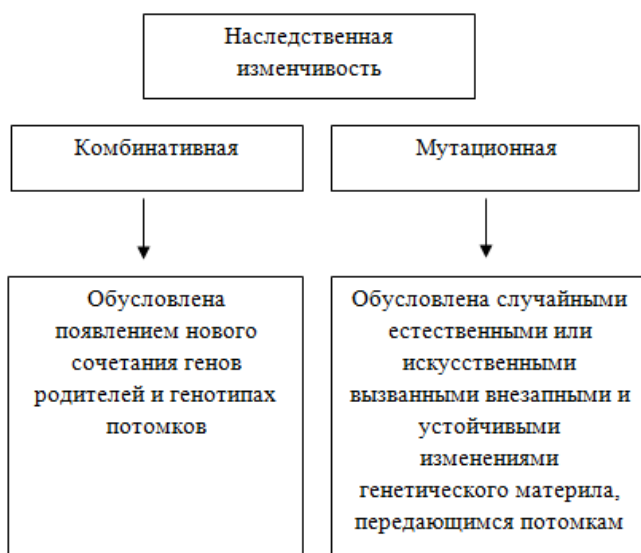 Наследственная
изменчивость
Комбинативная
Мутационная
Обусловлена
появлением нового
сочетания генов
родителей и генотипах
потомков
Обусловлена случайными
естественными или
искусственными
вызванными внезапными и
устойчивыми
изменениями
генетического материла,
передающимся потомкам